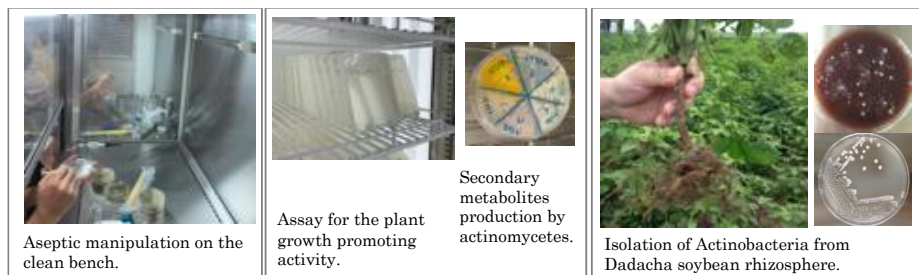 Aseptic manipulation on the
clean bench.
Assay for the plant
growth promoting
activity.
Secondary
metabolites
production by
actinomycetes.
Isolation of Actinobacteria from
Dadacha soybean rhizosphere.